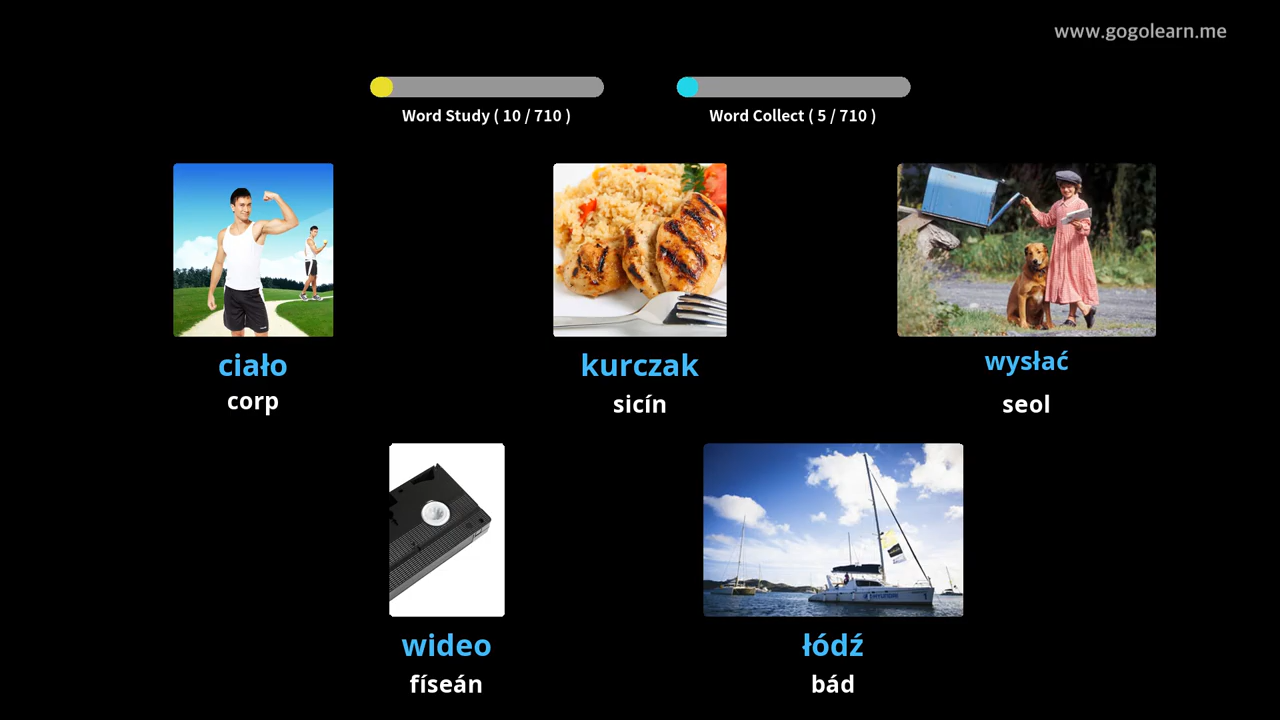 www.gogolearn.me
Word Study ( 10 / 710 )
Word Collect ( 5 / 710 )
ciało
corp
kurczak
sicín
wysłać
seol
wideo
físeán
łódź
bád